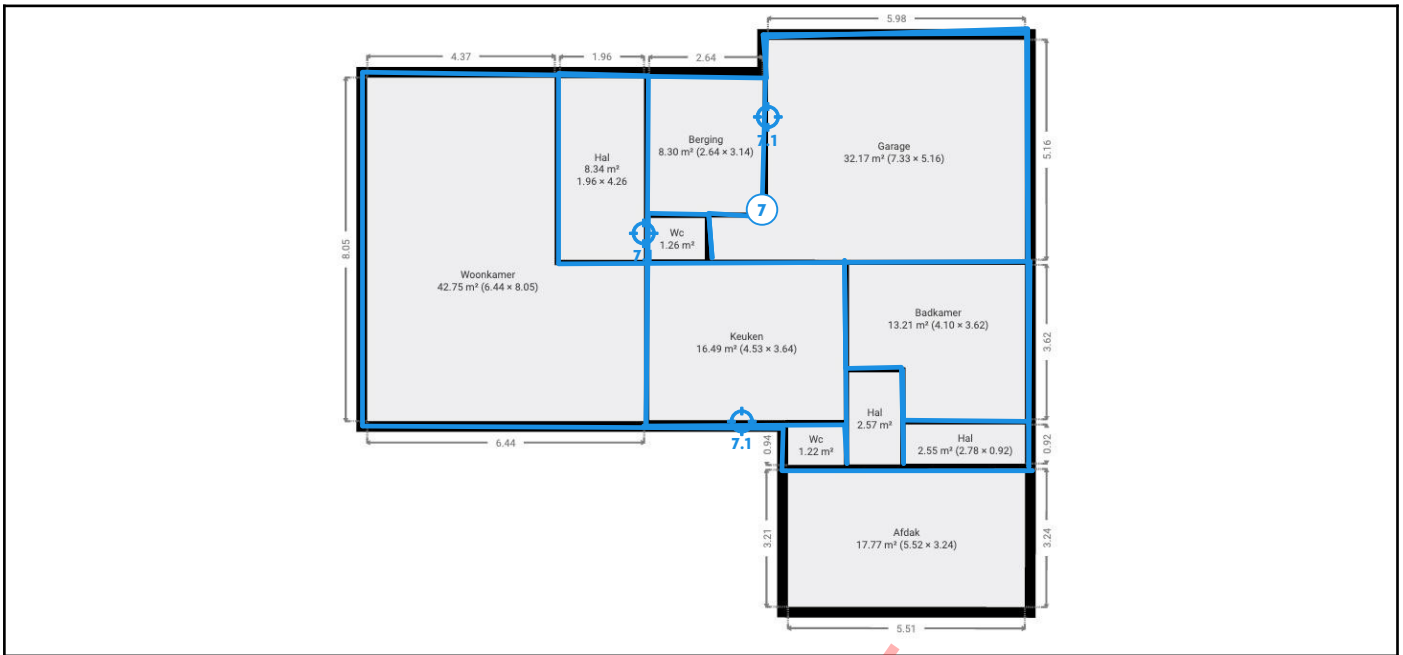 5.98
4.37
1.96
2.64
Berging
8.30 m² (2.64 × 3.14)
7.1
Garage
32.17 m² (7.33 × 5.16)
5.16
Hal
8.34 m²
1.96 × 4.26
7
Wc
1.26 m²
8.05
Woonkamer
42.75 m² (6.44 × 8.05)
Badkamer
13.21 m² (4.10 × 3.62)
Keuken
16.49 m² (4.53 × 3.64)
3.62
Hal
2.57 m²
6.44
7.1
0.94
Wc
1.22 m²
Hal
2.55 m² (2.78 × 0.92)
0.92
3.21
Afdak
17.77 m² (5.52 × 3.24)
3.24
5.51